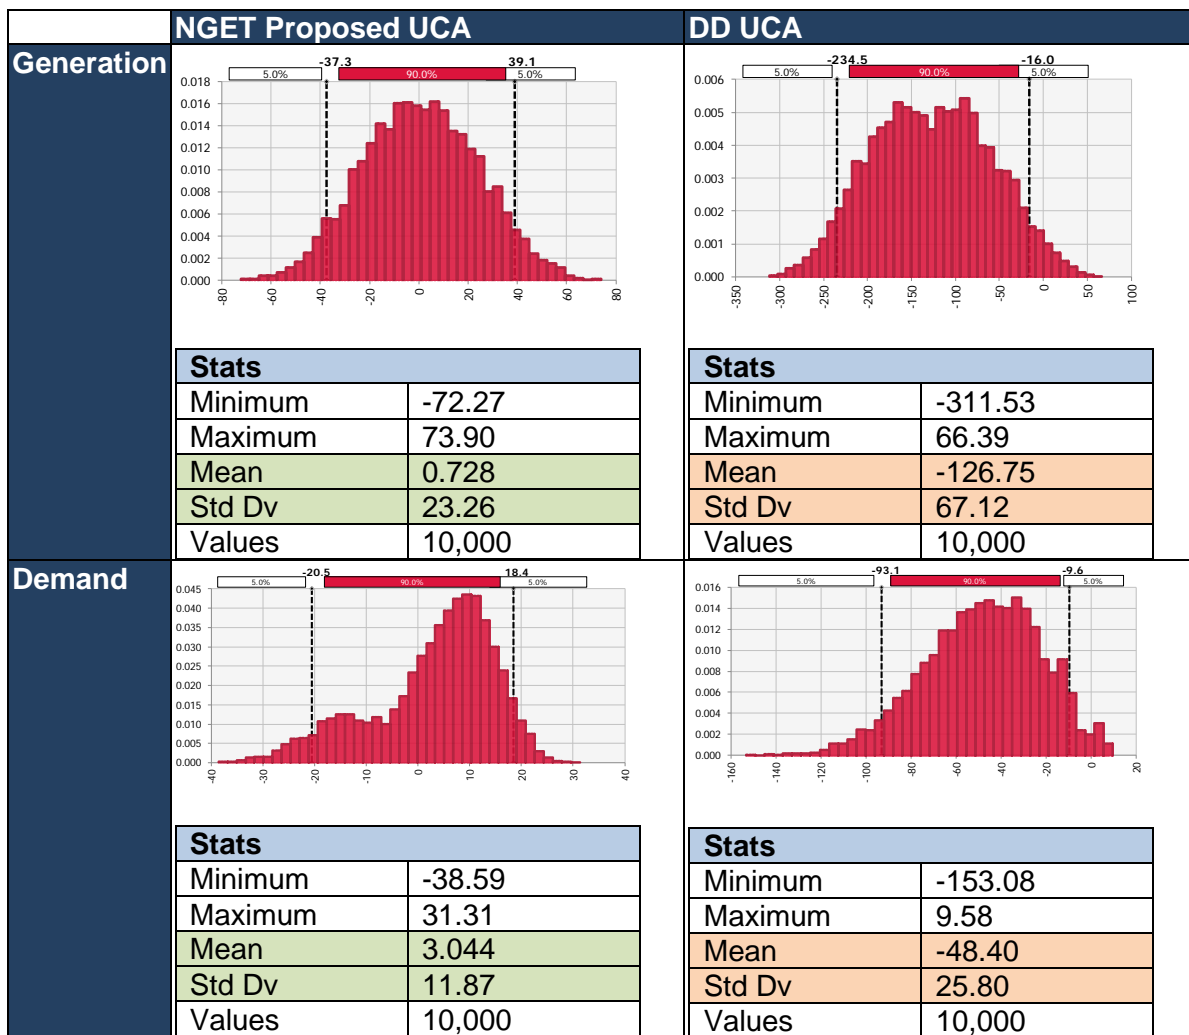 NGET Proposed UCA
DD UCA
Generation
-37.3 39.1
5.0% 90.0% 5.0%
0.018
0.016
0.014
0.012
0.010
0.008
0.006
0.004
0.002
0.000
-80 -60 -40 -20 0 20 40 60 80
-234.5 -16.0
5.0% 90.0% 5.0%
0.006
0.005
0.004
0.003
0.002
0.001
0.000
-350 -300 -250 -200 -150 -100 -50 0 50 100
Stats
Minimum -72.27
Maximum 73.90
Mean 0.728
Std Dv 23.26
Values 10,000
Stats
Minimum -311.53
Maximum 66.39
Mean -126.75
Std Dv 67.12
Values 10,000
Demand
-20.5 18.4
5.0% 90.0% 5.0%
0.045
0.040
0.035
0.030
0.025
0.020
0.015
0.010
0.005
0.000
-40 -30 -20 -10 0 10 20 30 40
-93.1 -9.6
5.0% 90.0% 5.0%
0.016
0.014
0.012
0.010
0.008
0.006
0.004
0.002
0.000
-160 -140 -120 -100 -80 -60 -40 -20 0 20
Stats
Minimum -38.59
Maximum 31.31
Mean 3.044
Std Dv 11.87
Values 10,000
Stats
Minimum -153.08
Maximum 9.58
Mean -48.40
Std Dv 25.80
Values 10,000